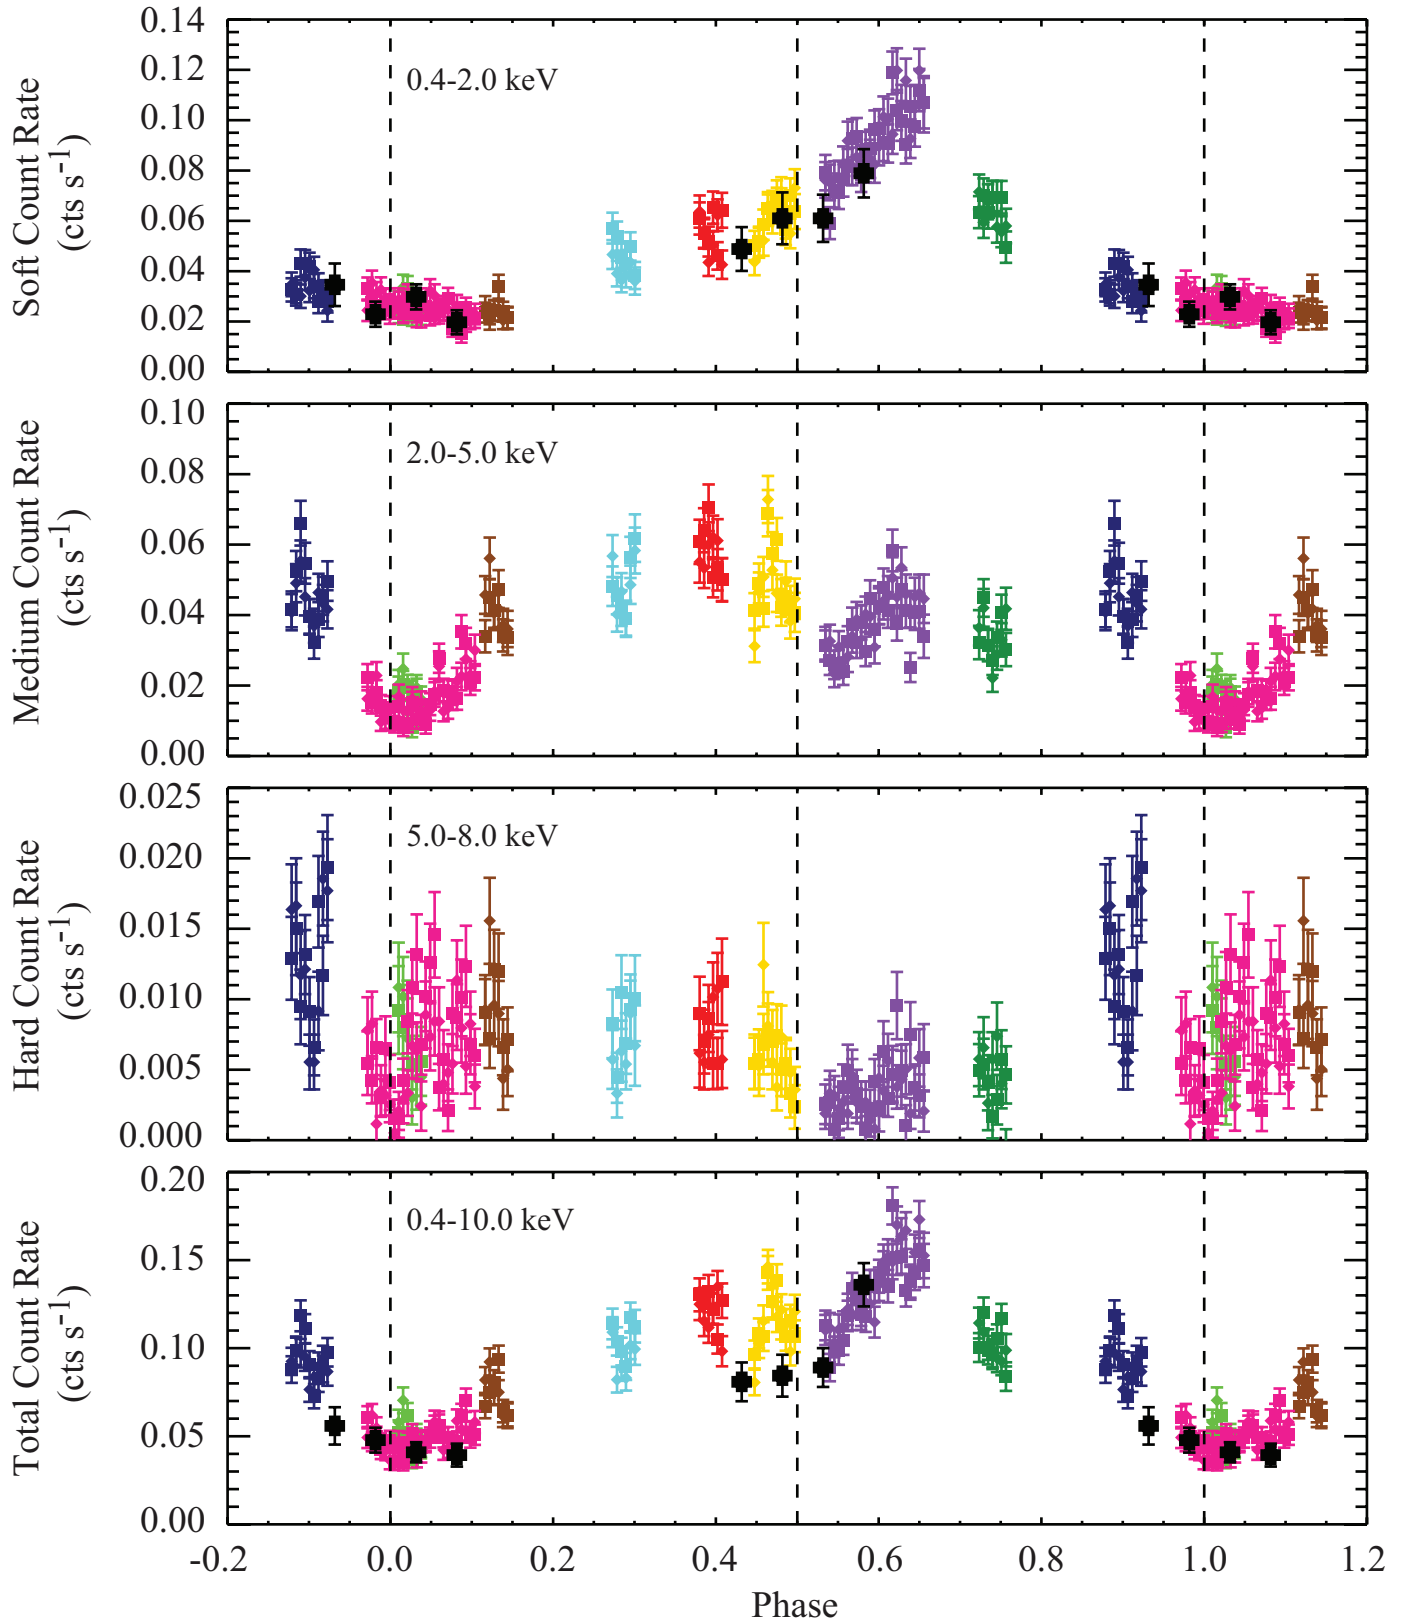 0.14
0.12
0.10
0.08
0.06
0.04
0.02
0.00
Soft Count Rate
(cts s⁻¹)
0.4-2.0 keV
0.10
0.08
0.06
0.04
0.02
0.00
Medium Count Rate
(cts s⁻¹)
2.0-5.0 keV
0.025
0.020
0.015
0.010
0.005
0.000
Hard Count Rate
(cts s⁻¹)
5.0-8.0 keV
0.20
0.15
0.10
0.05
0.00
Total Count Rate
(cts s⁻¹)
0.4-10.0 keV
-0.2 0.0 0.2 0.4 0.6 0.8 1.0 1.2
Phase